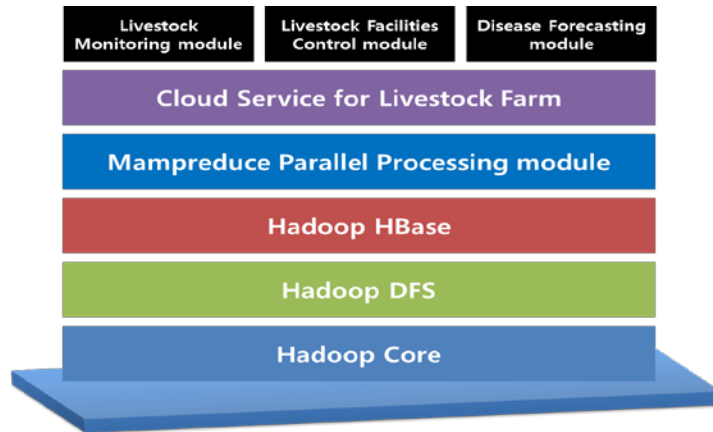 Livestock
Monitoring module
Livestock Facilities
Control module
Disease Forecasting
module
Cloud Service for Livestock Farm
Mampreduce Parallel Processing module
Hadoop HBase
Hadoop DFS
Hadoop Core